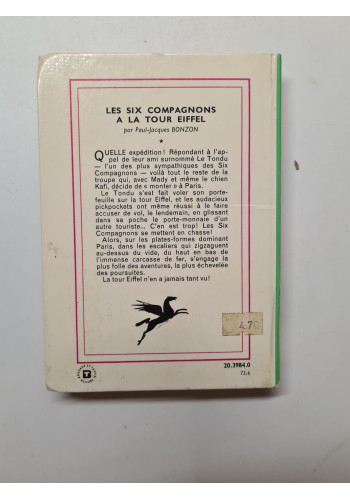 LES SIX COMPAGNONS
A LA TOUR EIFFEL
par Paul-Jacques BONZON
★
QUELLE expédition ! Répondant à l'ap-
pel de leur ami surnommé Le Tondu
— l'un des plus sympathiques des Six
Compagnons — voilà tout le reste de la
troupe qui, avec Mady et même le chien
Kafi, décide de « monter » à Paris.
Le Tondu s'est fait voler son porte-
feuille sur la tour Eiffel, et les audacieux
pickpockets ont même réussi à le faire
accuser de vol, le lendemain, en glissant
dans sa poche le porte-monnaie d'un
autre touriste... C'en est trop! Les Six
Compagnons se mettent en chasse!
Alors, sur les plates-formes dominant
Paris, dans les escaliers qui zigzaguent
au-dessus du vide, du haut en bas de
l'immense carcasse de fer, s'engage la
plus folle des aventures, la plus échevelée
des poursuites.
La tour Eiffel n'en a jamais tant vu!
4.70
20.3984.0
73.6